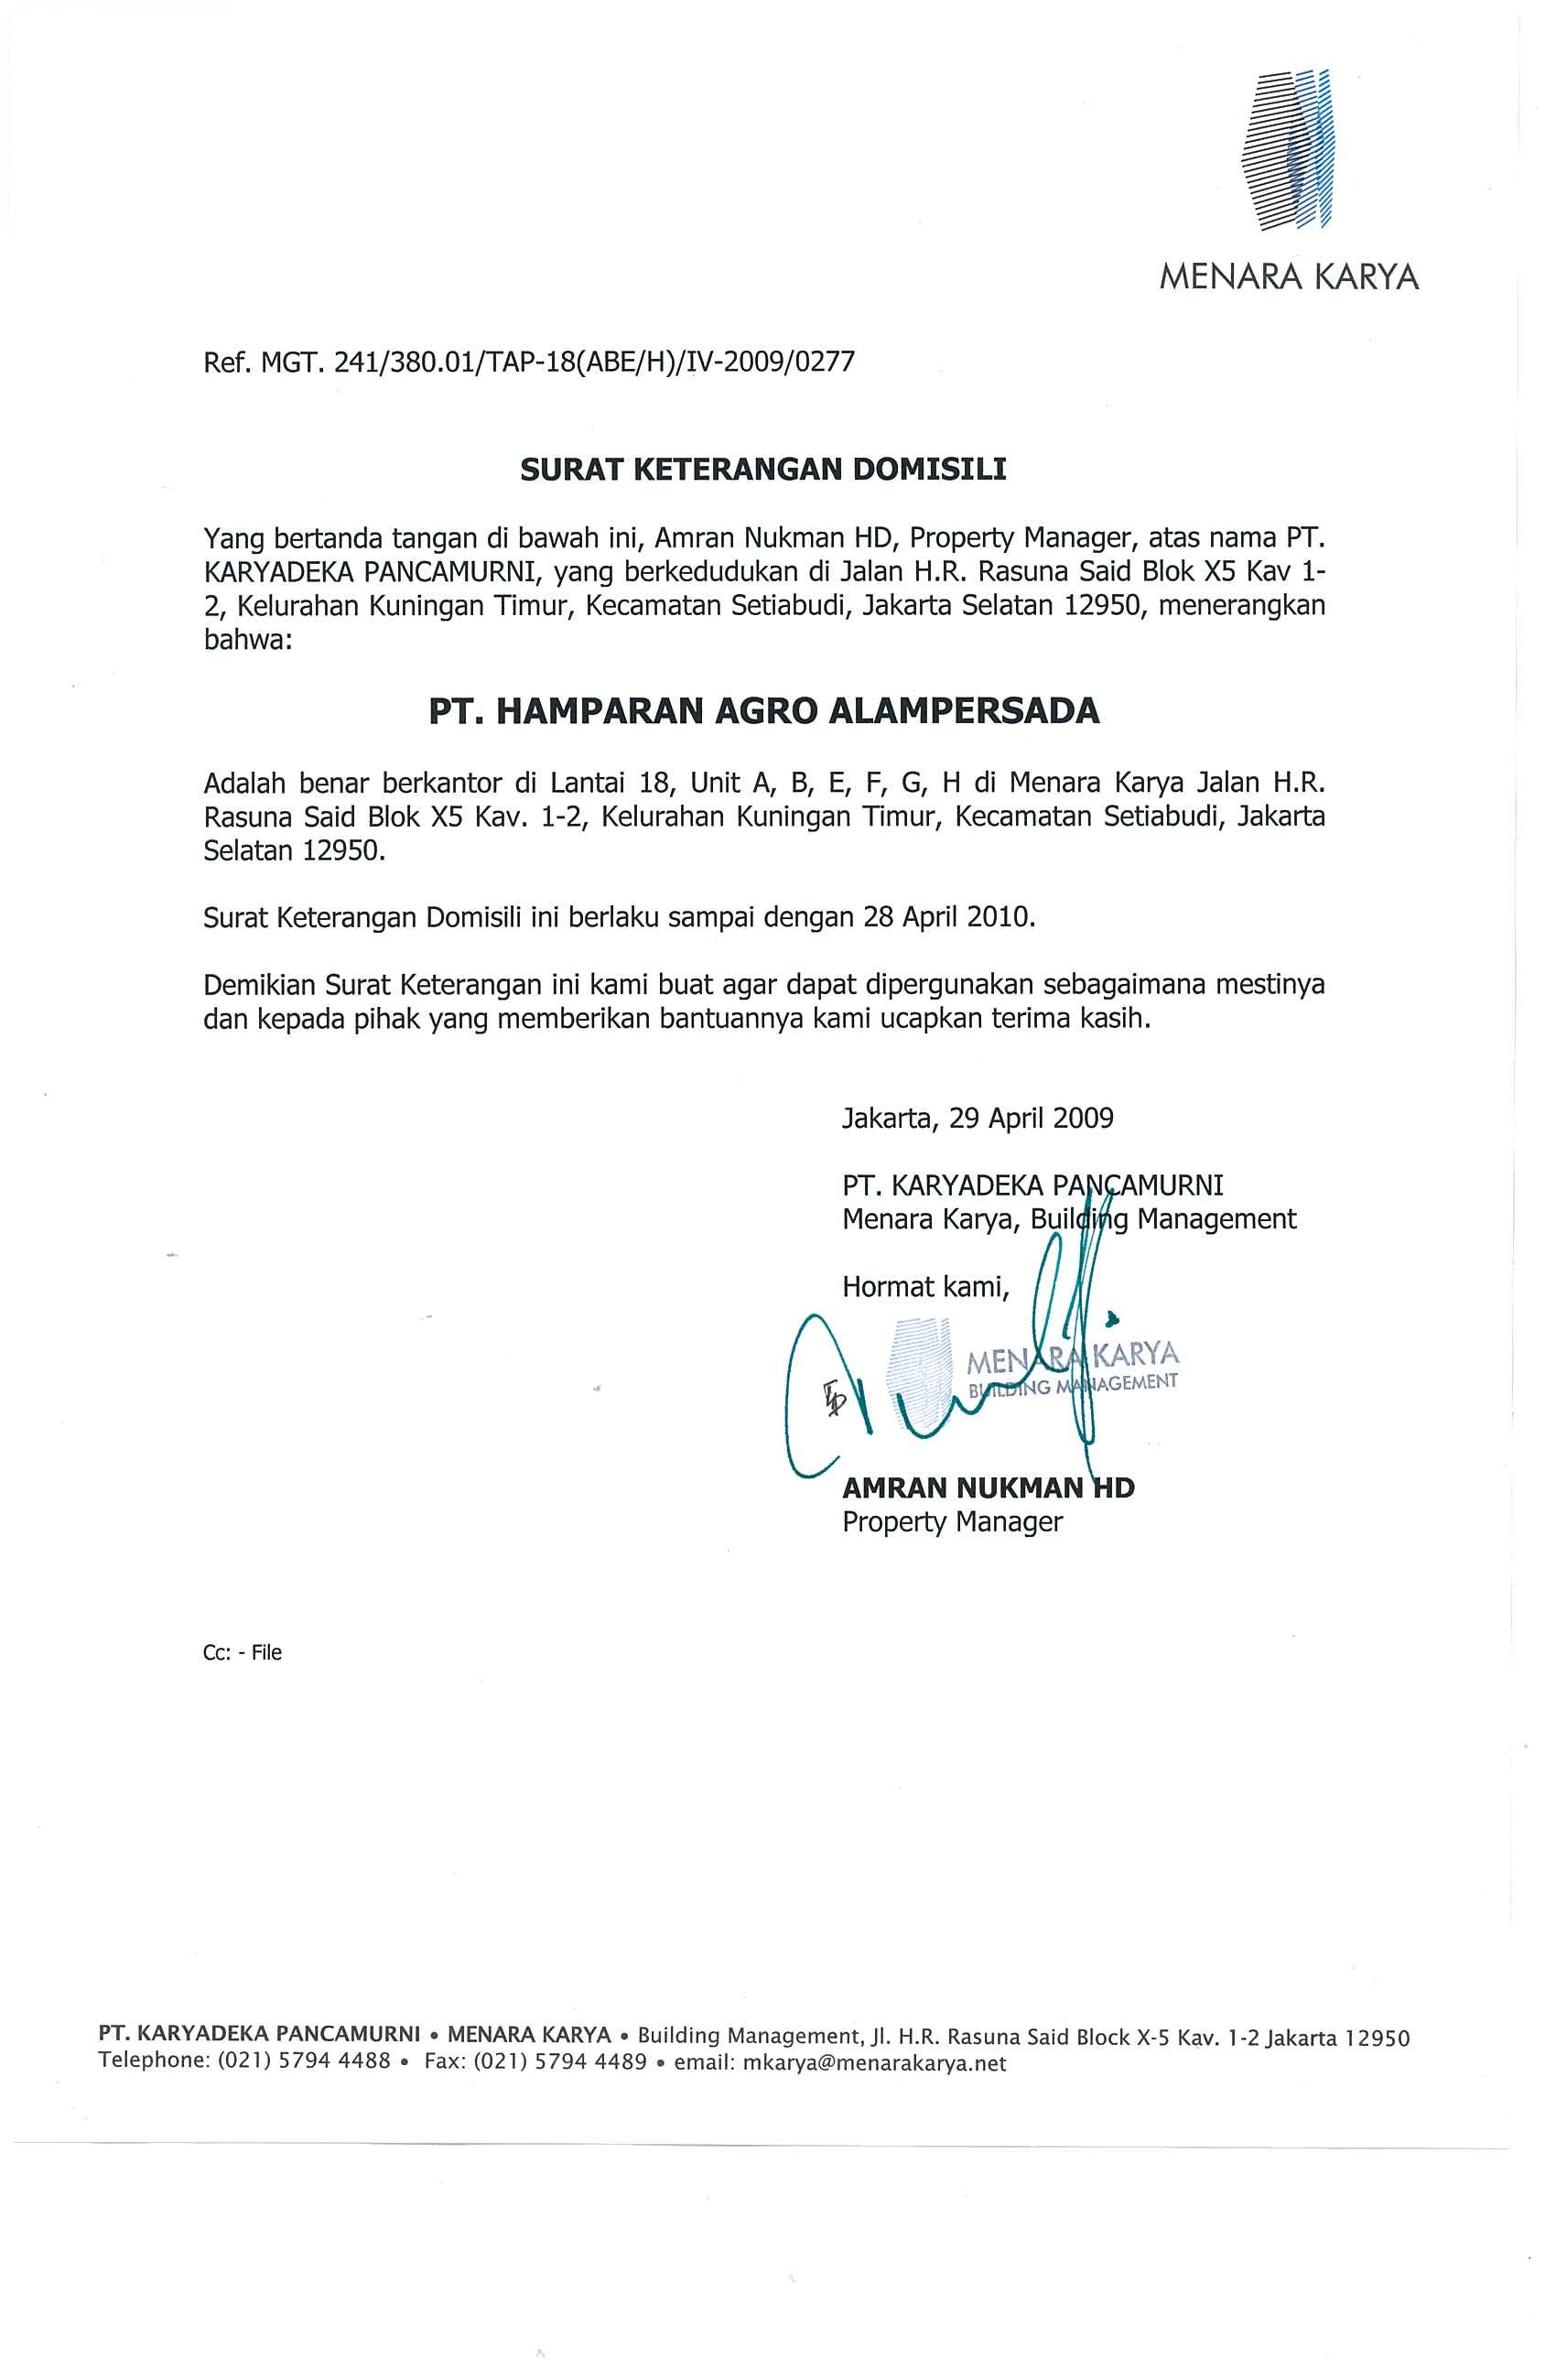 MENARA KARYA
Ref. MGT. 241/380.01/TAP-18(ABE/H)/IV-2009/0277
SURAT KETERANGAN DOMISILI
Yang bertanda tangan di bawah ini, Amran Nukman HD, Property Manager, atas nama PT.
KARYADEKA PANCAMURNI, yang berkedudukan di Jalan H.R. Rasuna Said Blok X5 Kav 1-
2, Kelurahan Kuningan Timur, Kecamatan Setiabudi, Jakarta Selatan 12950, menerangkan
bahwa:
PT. HAMPARAN AGRO ALAMPERSADA
Adalah benar berkantor di Lantai 18, Unit A, B, E, F, G, H di Menara Karya Jalan H.R.
Rasuna Said Blok X5 Kav. 1-2, Kelurahan Kuningan Timur, Kecamatan Setiabudi, Jakarta
Selatan 12950.
Surat Keterangan Domisili ini berlaku sampai dengan 28 April 2010.
Demikian Surat Keterangan ini kami buat agar dapat dipergunakan sebagaimana mestinya
dan kepada pihak yang memberikan bantuannya kami ucapkan terima kasih.
Jakarta, 29 April 2009
PT. KARYADEKA PANCAMURNI
Menara Karya, Building Management
Hormat kami,
MENARA KARYA
BUILDING MANAGEMENT
AMRAN NUKMAN HD
Property Manager
Cc: - File
PT. KARYADEKA PANCAMURNI • MENARA KARYA • Building Management, Jl. H.R. Rasuna Said Block X-5 Kav. 1-2 Jakarta 12950
Telephone: (021) 5794 4488 • Fax: (021) 5794 4489 • email: mkarya@menarakarya.net